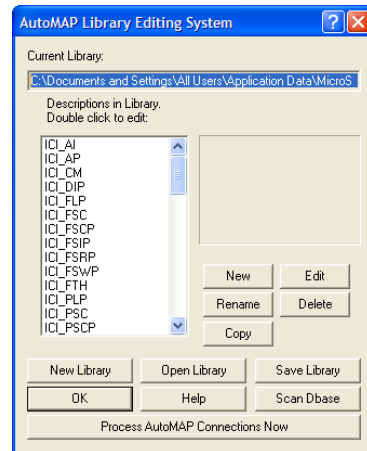 AutoMAP Library Editing System
Current Library:
C:\Documents and Settings\All Users\Application Data\MicroS
Descriptions in Library.
Double click to edit:
ICI_AI
ICI_AP
ICI_CM
ICI_DIP
ICI_FLP
ICI_FSC
ICI_FSCP
ICI_FSIP
ICI_FSRP
ICI_FSWP
ICI_FTH
ICI_PLP
ICI_PSC
ICI_PSCP
New Edit
Rename Delete
Copy
New Library Open Library Save Library
OK Help Scan Dbase
Process AutoMAP Connections Now